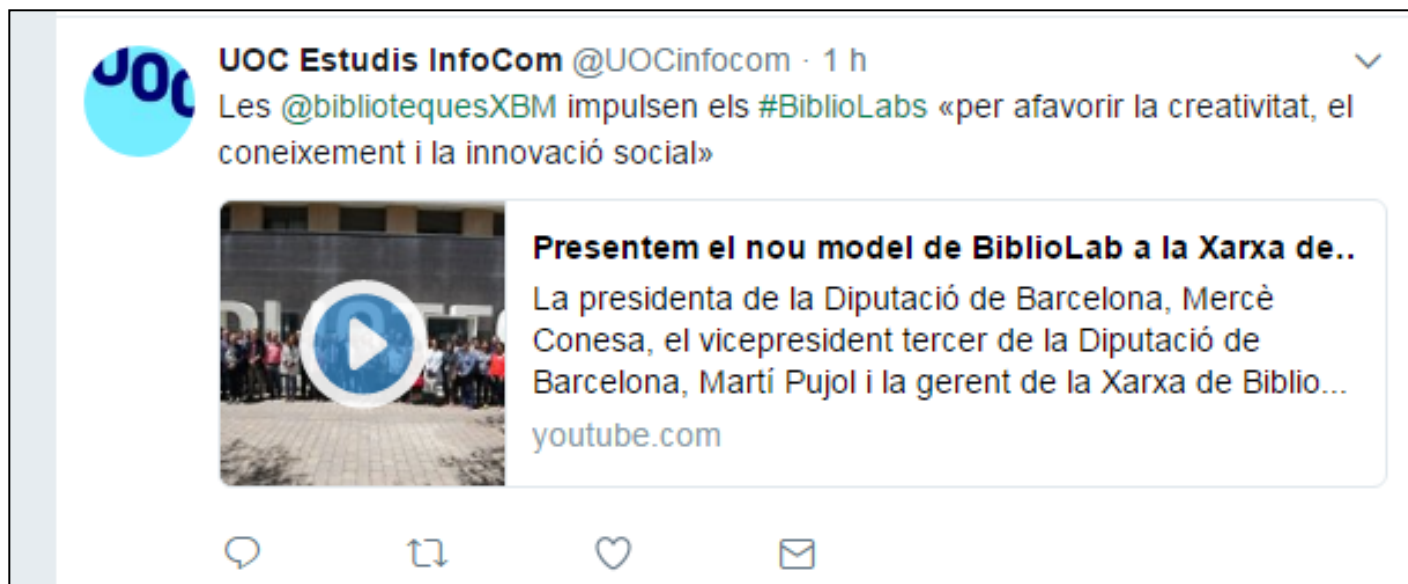 UOC
UOC Estudis InfoCom @UOCinfocom · 1 h
Les @bibliotequesXBM impulsen els #BiblioLabs «per afavorir la creativitat, el
coneixement i la innovació social»
Presentem el nou model de BiblioLab a la Xarxa de..
La presidenta de la Diputació de Barcelona, Mercè
Conesa, el vicepresident tercer de la Diputació de
Barcelona, Martí Pujol i la gerent de la Xarxa de Biblio...
youtube.com